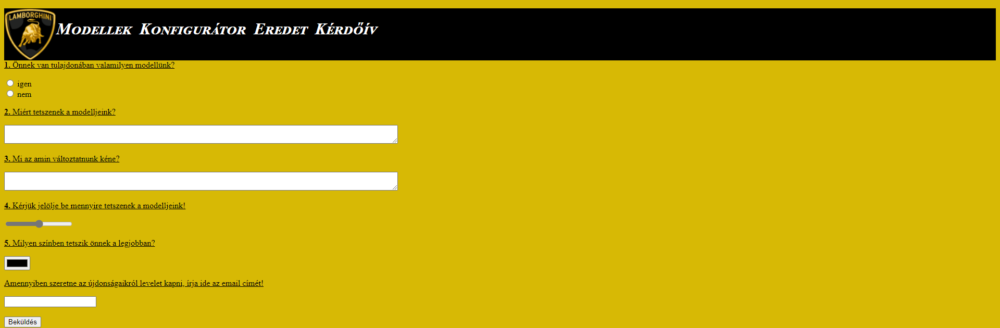 LAMBORGHINI
Modellek Konfigurátor Eredet Kérdőív
1. Önnek van tulajdonában valamilyen modellünk?
igen
nem
2. Miért tetszenek a modelljeink?
3. Mi az amin változtatnunk kéne?
4. Kérjük jelölje be mennyire tetszenek a modelljeink!
5. Milyen színben tetszik önnek a legjobban?
Amennyiben szeretne az újdonságaikról levelet kapni, írja ide az email címét!
Beküldés